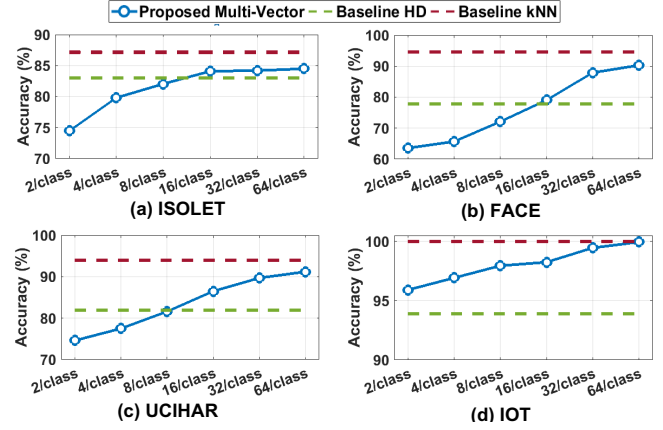 Proposed Multi-Vector Baseline HD Baseline kNN
Accuracy (%)
90
85
80
75
70
2/class 4/class 8/class 16/class 32/class 64/class
(a) ISOLET
Accuracy (%)
100
90
80
70
60
2/class 4/class 8/class 16/class 32/class 64/class
(b) FACE
Accuracy (%)
100
90
80
70
2/class 4/class 8/class 16/class 32/class 64/class
(c) UCIHAR
Accuracy (%)
100
95
90
2/class 4/class 8/class 16/class 32/class 64/class
(d) IOT